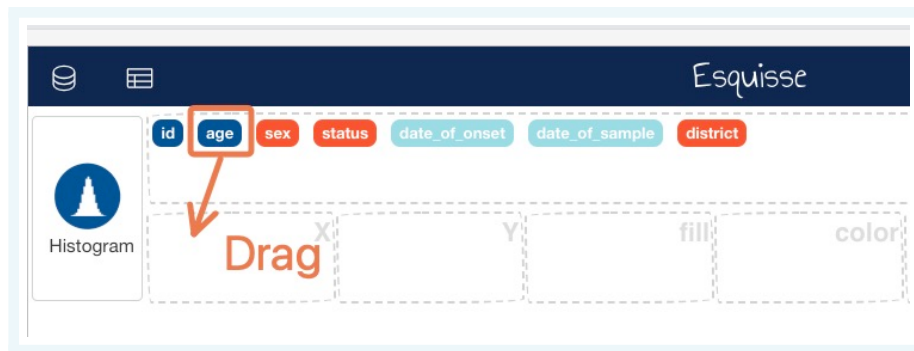 Esquisse
id age sex status date_of_onset date_of_sample district
X Y fill color
Histogram Drag